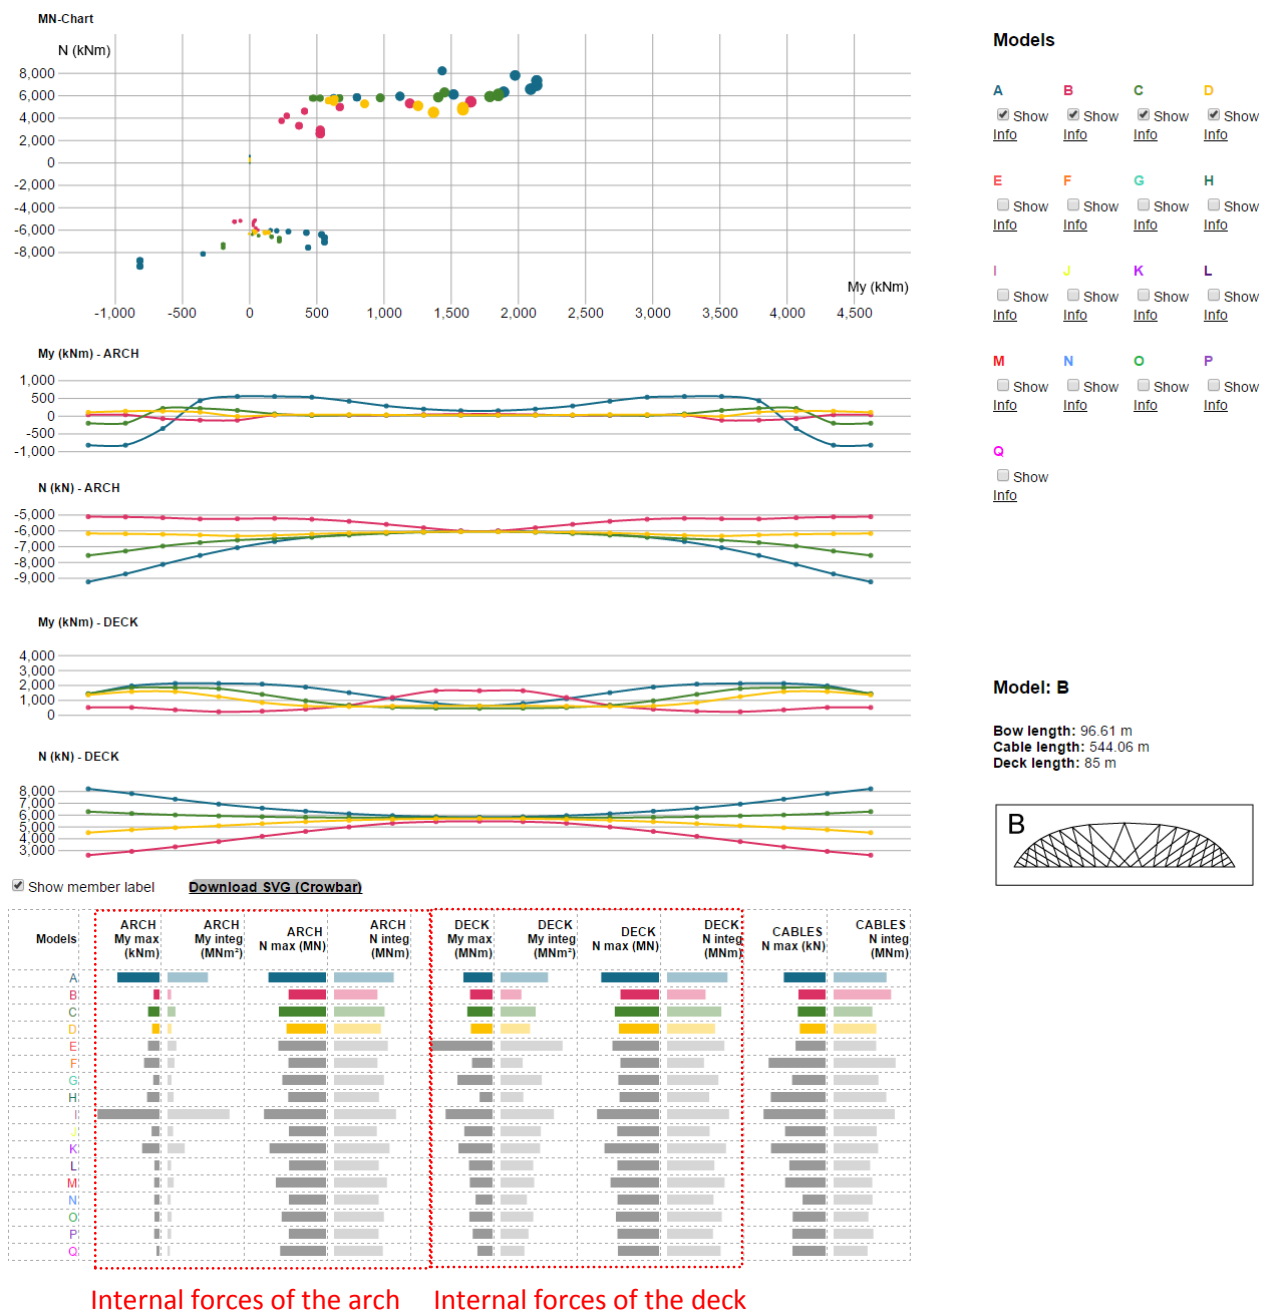 MN-Chart
N (kNm)
8,000
6,000
4,000
2,000
0
-2,000
-4,000
-6,000
-8,000
My (kNm)
-1,000 -500 0 500 1,000 1,500 2,000 2,500 3,000 3,500 4,000 4,500
My (kNm) - ARCH
1,000
500
0
-500
-1,000
N (kN) - ARCH
-5,000
-6,000
-7,000
-8,000
-9,000
My (kNm) - DECK
4,000
3,000
2,000
1,000
0
N (kN) - DECK
8,000
7,000
6,000
5,000
4,000
3,000
Show member label Download SVG (Crowbar)
Models
A B C D
Show Show Show Show
Info Info Info Info
E F G H
Show Show Show Show
Info Info Info Info
I J K L
Show Show Show Show
Info Info Info Info
M N O P
Show Show Show Show
Info Info Info Info
Q
Show
Info
Model: B
Bow length: 96.61 m
Cable length: 544.06 m
Deck length: 85 m
B
Models
ARCH My max (kNm)
ARCH My integ (MNm²)
ARCH N max (MN)
ARCH N integ (MNm)
DECK My max (MNm)
DECK My integ (MNm²)
DECK N max (MN)
DECK N integ (MNm)
CABLES N max (kN)
CABLES N integ (MNm)
A
B
C
D
E
F
G
H
I
J
K
L
M
N
O
P
Q
Internal forces of the arch Internal forces of the deck